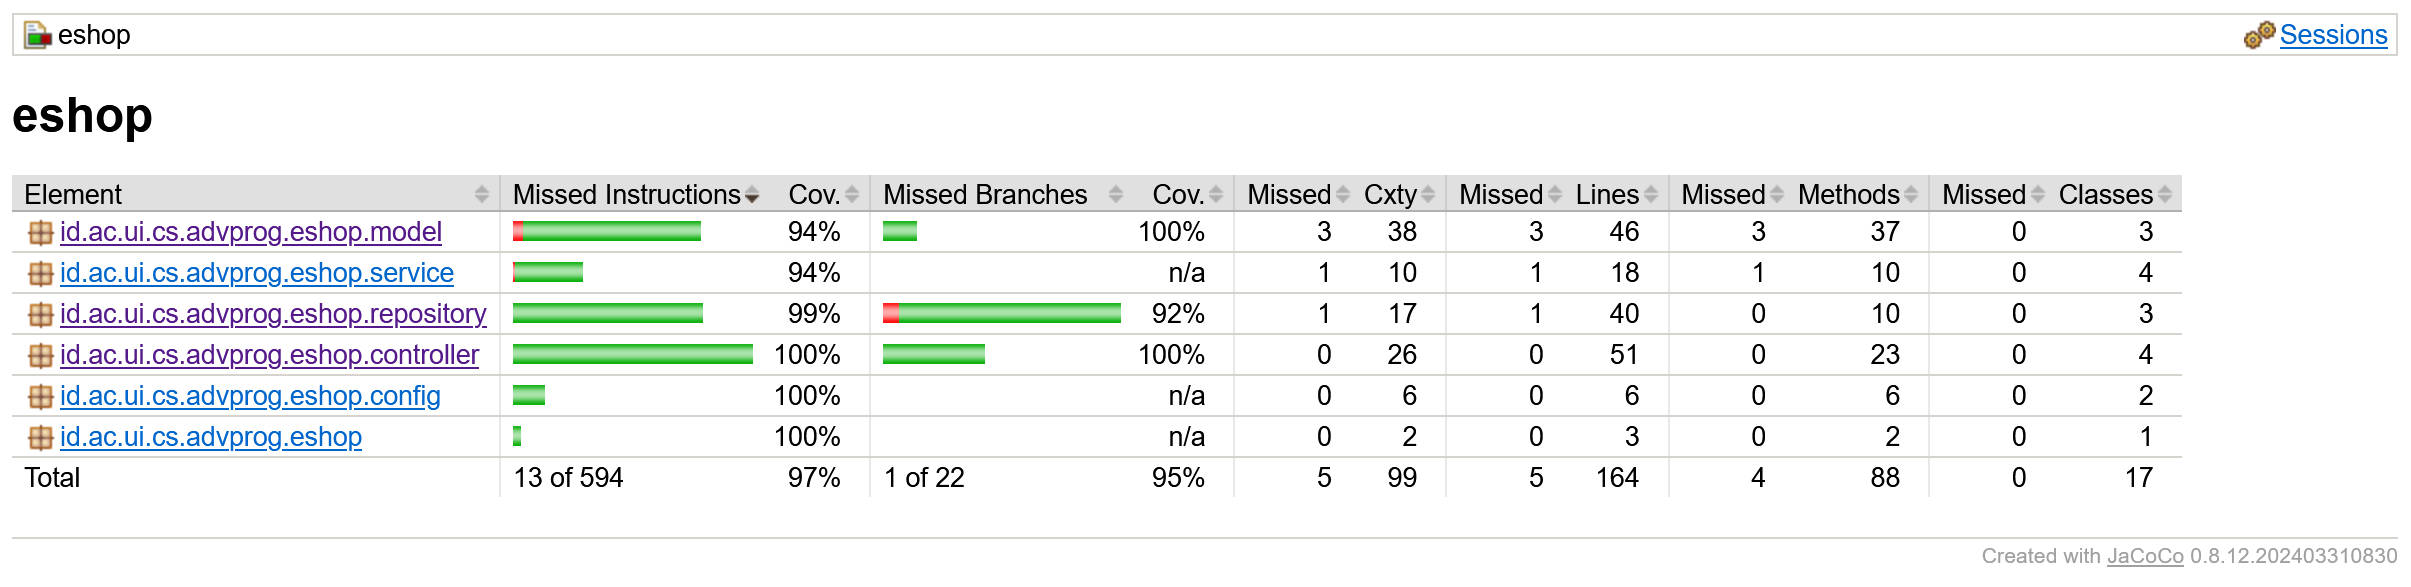 eshop Sessions
eshop
Element Missed Instructions Cov. Missed Branches Cov. Missed Cxty Missed Lines Missed Methods Missed Classes
id.ac.ui.cs.advprog.eshop.model 94% 100% 3 38 3 46 3 37 0 3
id.ac.ui.cs.advprog.eshop.service 94% n/a 1 10 1 18 1 10 0 4
id.ac.ui.cs.advprog.eshop.repository 99% 92% 1 17 1 40 0 10 0 3
id.ac.ui.cs.advprog.eshop.controller 100% 100% 0 26 0 51 0 23 0 4
id.ac.ui.cs.advprog.eshop.config 100% n/a 0 6 0 6 0 6 0 2
id.ac.ui.cs.advprog.eshop 100% n/a 0 2 0 3 0 2 0 1
Total 13 of 594 97% 1 of 22 95% 5 99 5 164 4 88 0 17
Created with JaCoCo 0.8.12.202403310830